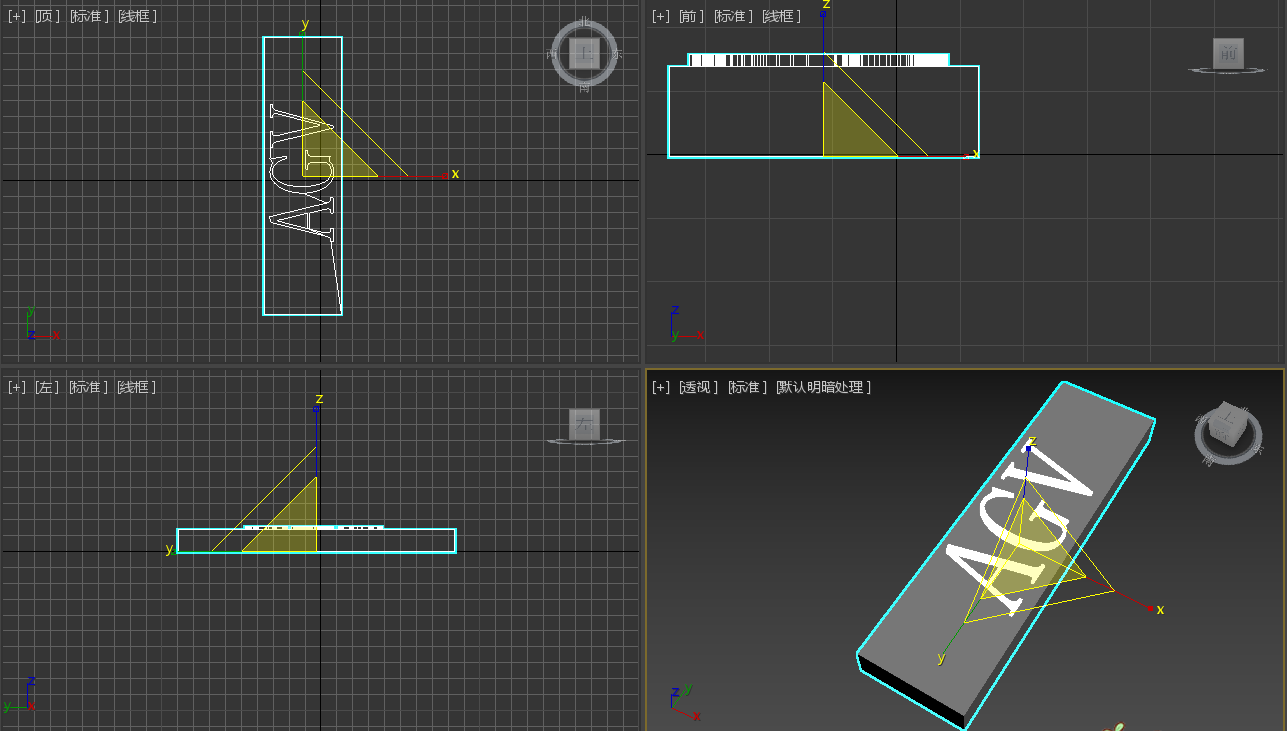 [+] [顶] [标准] [线框]
y
北
西 上 东
南
AGV
x
y
z x
[+] [前] [标准] [线框]
z
前
x
z
y x
[+] [左] [标准] [线框]
z
左
y
z
y x
[+] [透视] [标准] [默认明暗处理]
z
上
AGV
x
y
z y
x